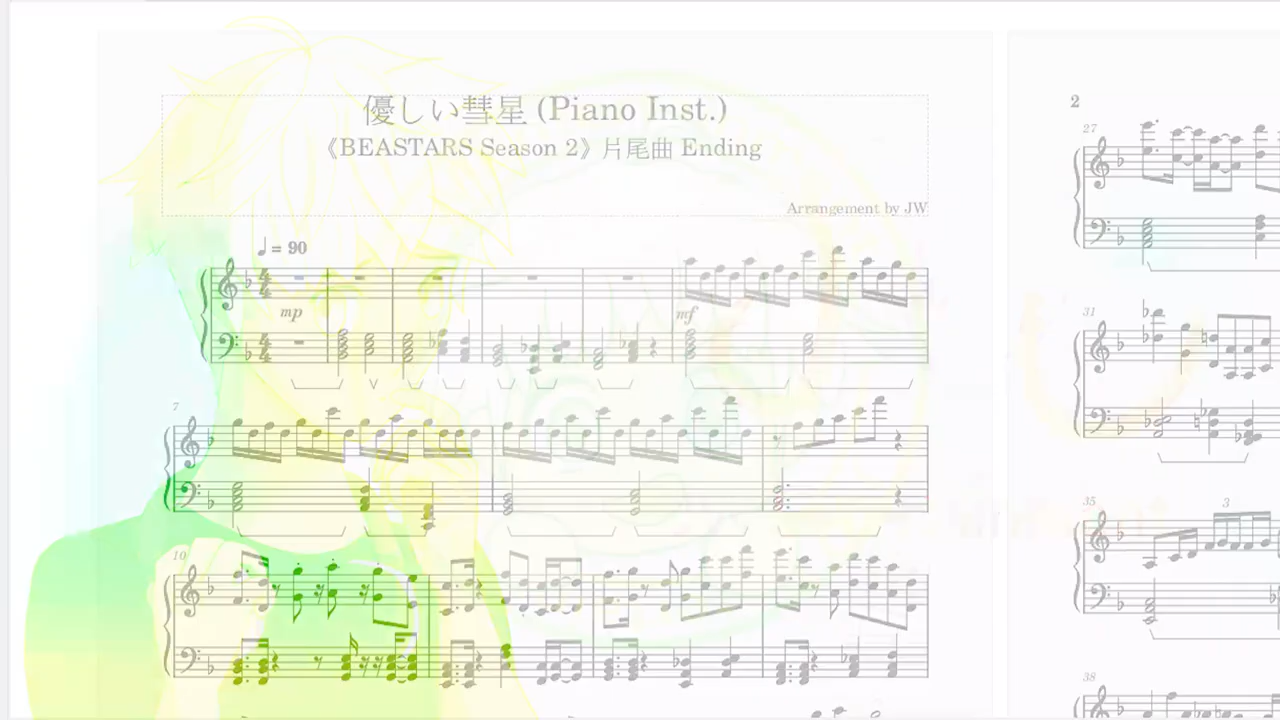 優しい彗星 (Piano Inst.)
《BEASTARS Season 2》片尾曲 Ending
Arrangement by JW
♩ = 90
mp
mf
7
10
2
27
31
35
3
38